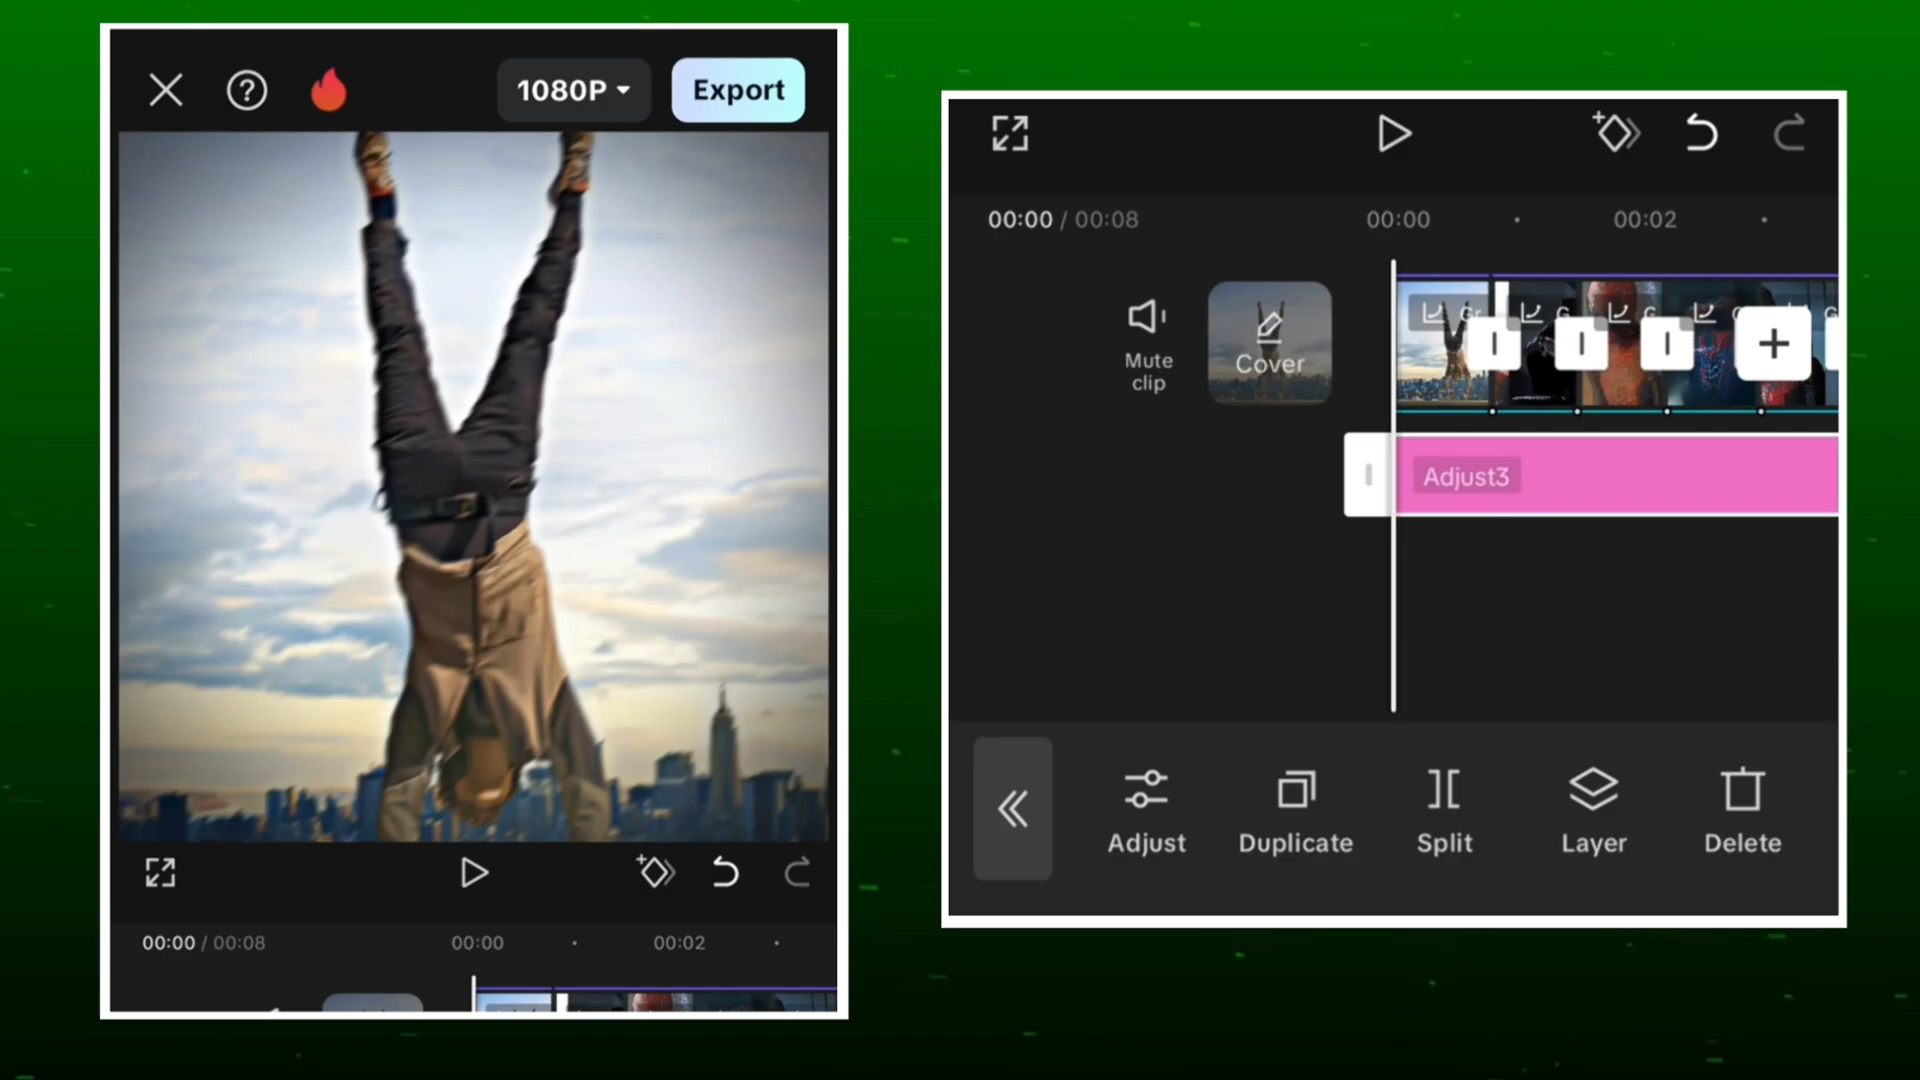 1080P
Export
00:00 / 00:08
00:00
00:02
00:00 / 00:08
00:00
00:02
Mute
clip
Cover
Gr
G
G
G
Adjust3
Adjust
Duplicate
Split
Layer
Delete